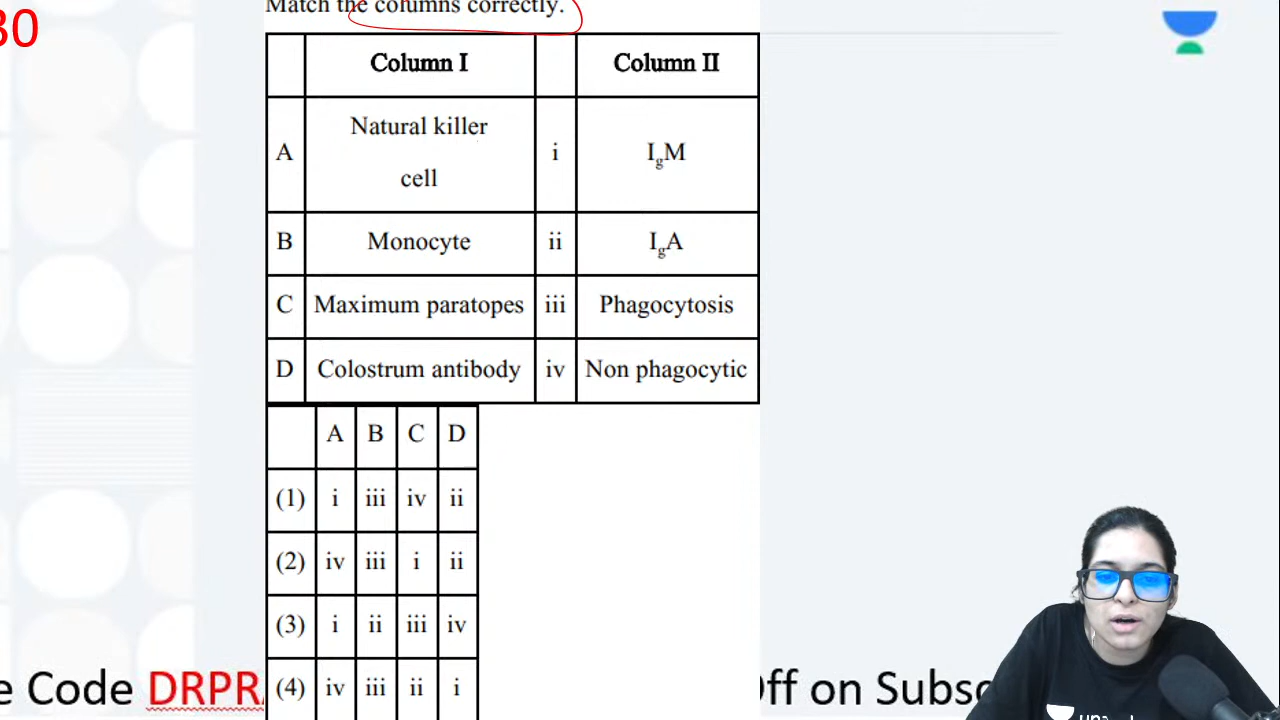 30
Match the columns correctly.
Column I Column II
A Natural killer cell i IgM
B Monocyte ii IgA
C Maximum paratopes iii Phagocytosis
D Colostrum antibody iv Non phagocytic
A B C D
(1) i iii iv ii
(2) iv iii i ii
(3) i ii iii iv
(4) iv iii ii i
e Code DRPR Off on Subsc